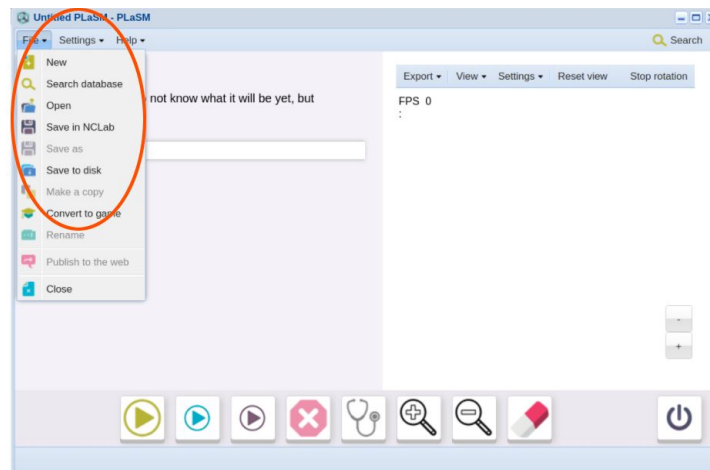 Untitled PLaSM - PLaSM
File Settings Help Search
New
Search database
Open
Save in NCLab
Save as
Save to disk
Make a copy
Convert to game
Rename
Publish to the web
Close
not know what it will be yet, but
Export View Settings Reset view Stop rotation
FPS 0
:
-
+